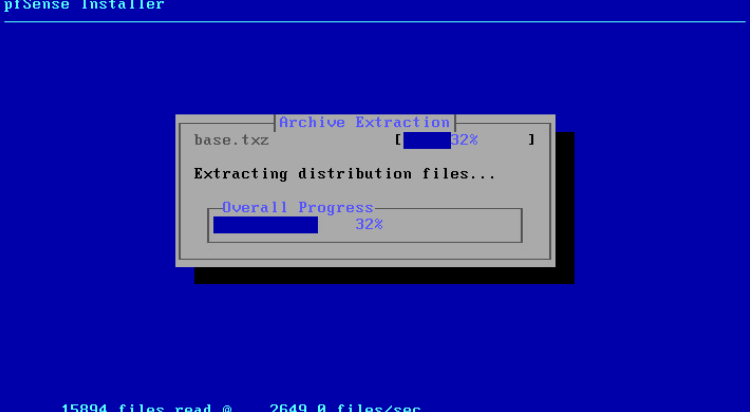 pfSense Installer
Archive Extraction
base.txz [ 32% ]
Extracting distribution files...
Overall Progress
32%
15894 files read @ 2649.0 files/sec